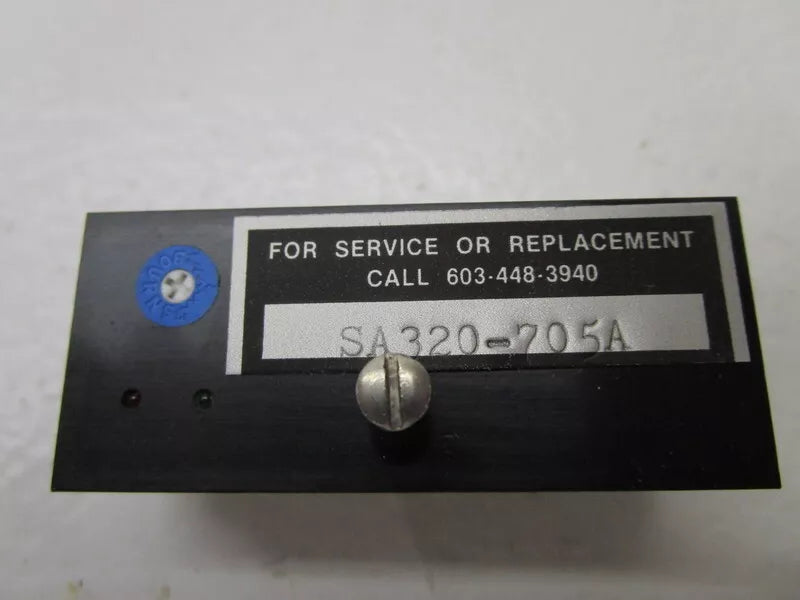 FOR SERVICE OR REPLACEMENT
CALL 603-448-3940
SA320-705A